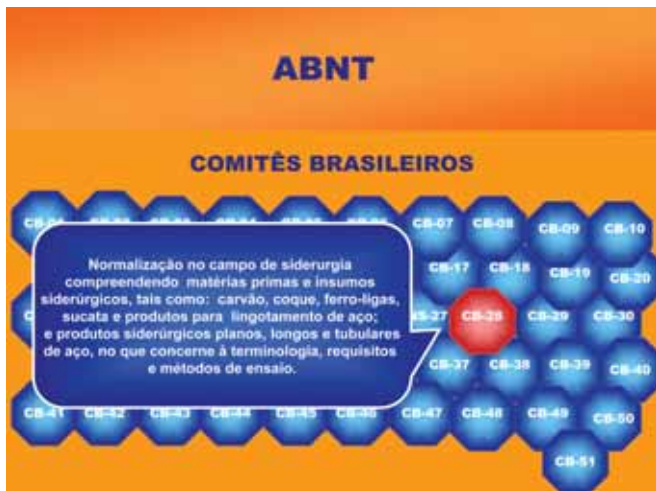 ABNT
COMITÊS BRASILEIROS
CB-07 CB-08 CB-09 CB-10
Normalização no campo de siderurgia
compreendendo matérias primas e insumos
siderúrgicos, tais como: carvão, coque, ferro-ligas,
sucata e produtos para lingotamento de aço;
e produtos siderúrgicos planos, longos e tubulares
de aço, no que concerne à terminologia, requisitos
e métodos de ensaio.
CB-17 CB-18 CB-19 CB-20
CB-28 CB-29 CB-30
CB-37 CB-38 CB-39 CB-40
CB-41 CB-42 CB-43 CB-44 CB-45 CB-46 CB-47 CB-48 CB-49 CB-50
CB-51